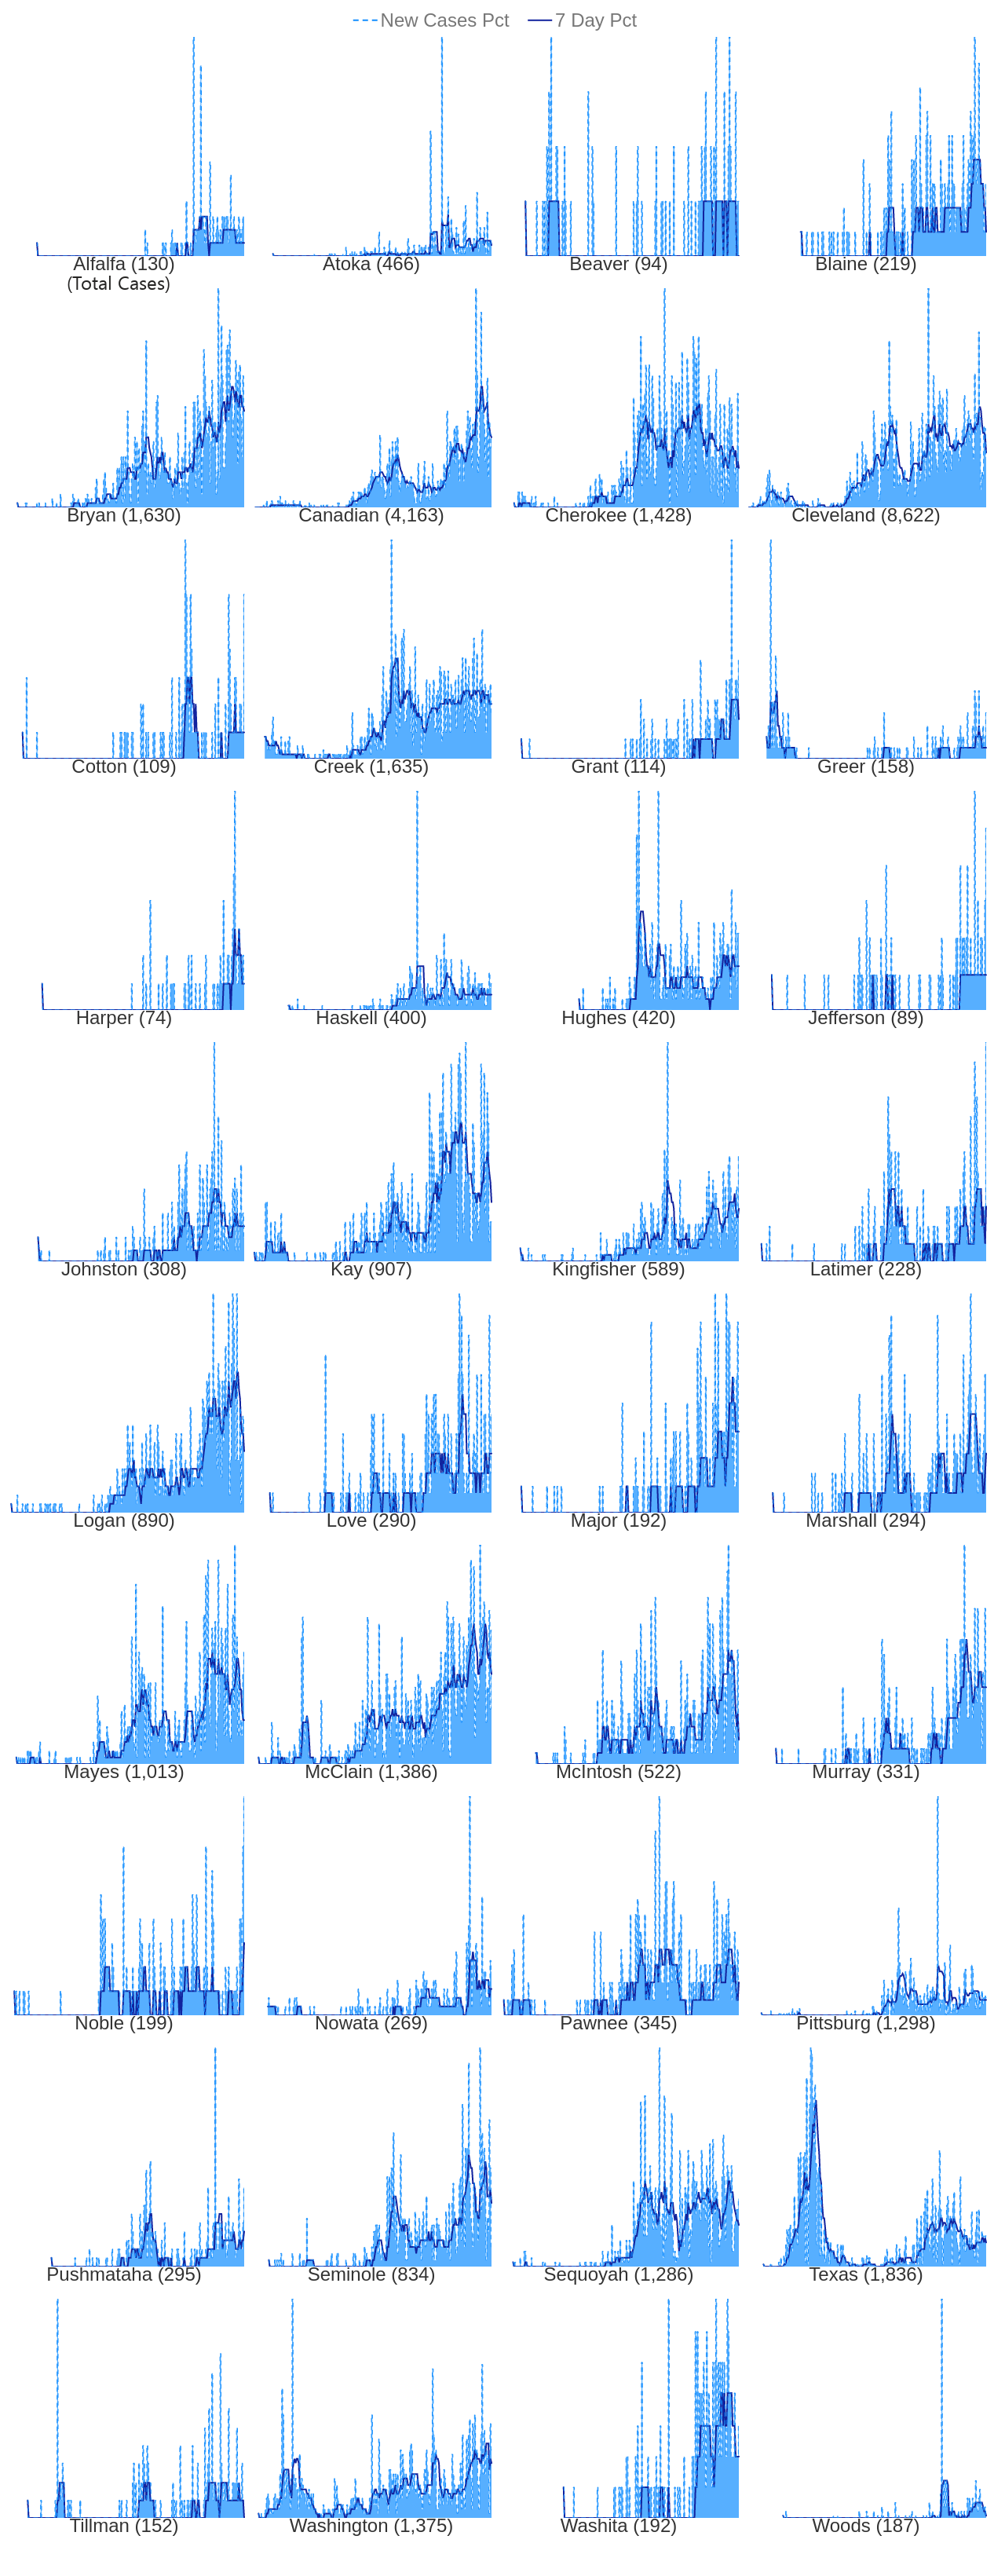 New Cases Pct 7 Day Pct
Alfalfa (130) Atoka (466) Beaver (94) Blaine (219)
(Total Cases)
Bryan (1,630) Canadian (4,163) Cherokee (1,428) Cleveland (8,622)
Cotton (109) Creek (1,635) Grant (114) Greer (158)
Harper (74) Haskell (400) Hughes (420) Jefferson (89)
Johnston (308) Kay (907) Kingfisher (589) Latimer (228)
Logan (890) Love (290) Major (192) Marshall (294)
Mayes (1,013) McClain (1,386) McIntosh (522) Murray (331)
Noble (199) Nowata (269) Pawnee (345) Pittsburg (1,298)
Pushmataha (295) Seminole (834) Sequoyah (1,286) Texas (1,836)
Tillman (152) Washington (1,375) Washita (192) Woods (187)